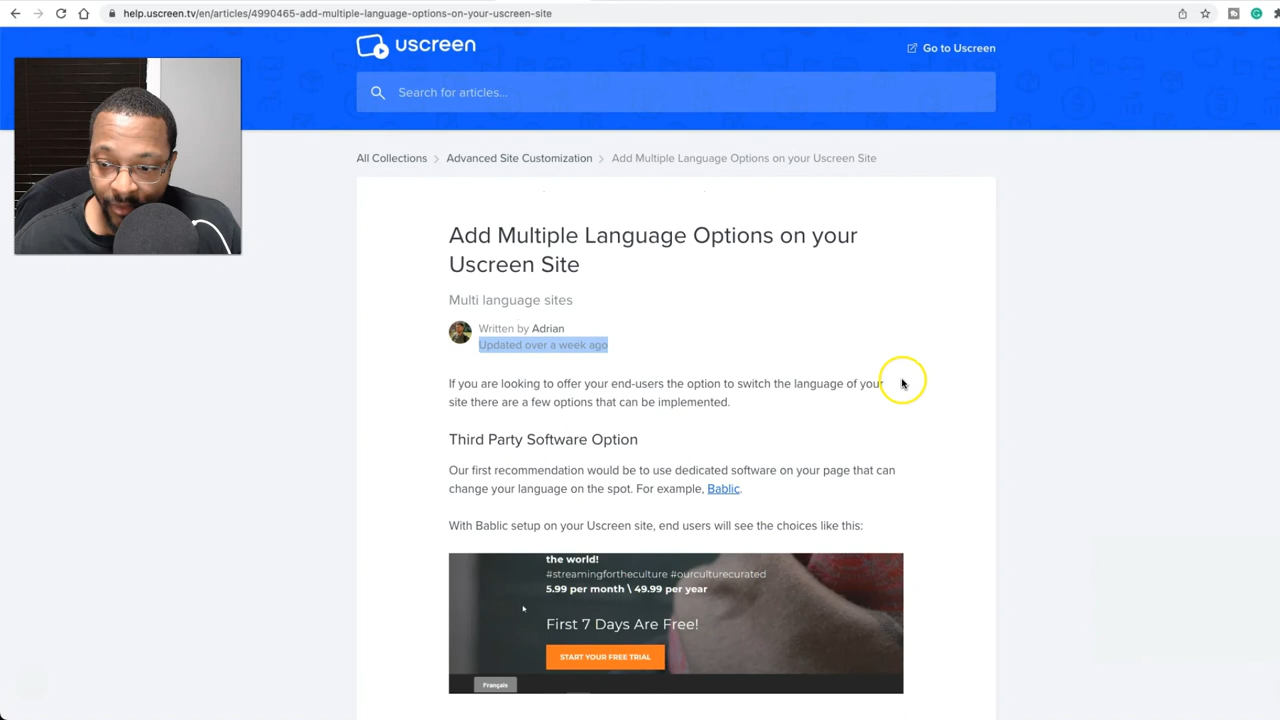 help.uscreen.tv/en/articles/4990465-add-multiple-language-options-on-your-uscreen-site
uscreen
Go to Uscreen
Search for articles...
All Collections > Advanced Site Customization > Add Multiple Language Options on your Uscreen Site
Add Multiple Language Options on your
Uscreen Site
Multi language sites
Written by Adrian
Updated over a week ago
If you are looking to offer your end-users the option to switch the language of your
site there are a few options that can be implemented.
Third Party Software Option
Our first recommendation would be to use dedicated software on your page that can
change your language on the spot. For example, Bablic.
With Bablic setup on your Uscreen site, end users will see the choices like this:
the world!
#streamingfortheculture #ourculturecurated
5.99 per month \ 49.99 per year
First 7 Days Are Free!
START YOUR FREE TRIAL
Français